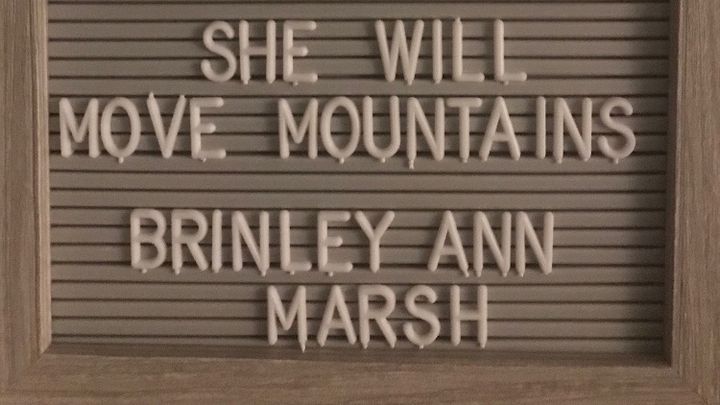 SHE WILL
MOVE MOUNTAINS
BRINLEY ANN
MARSH